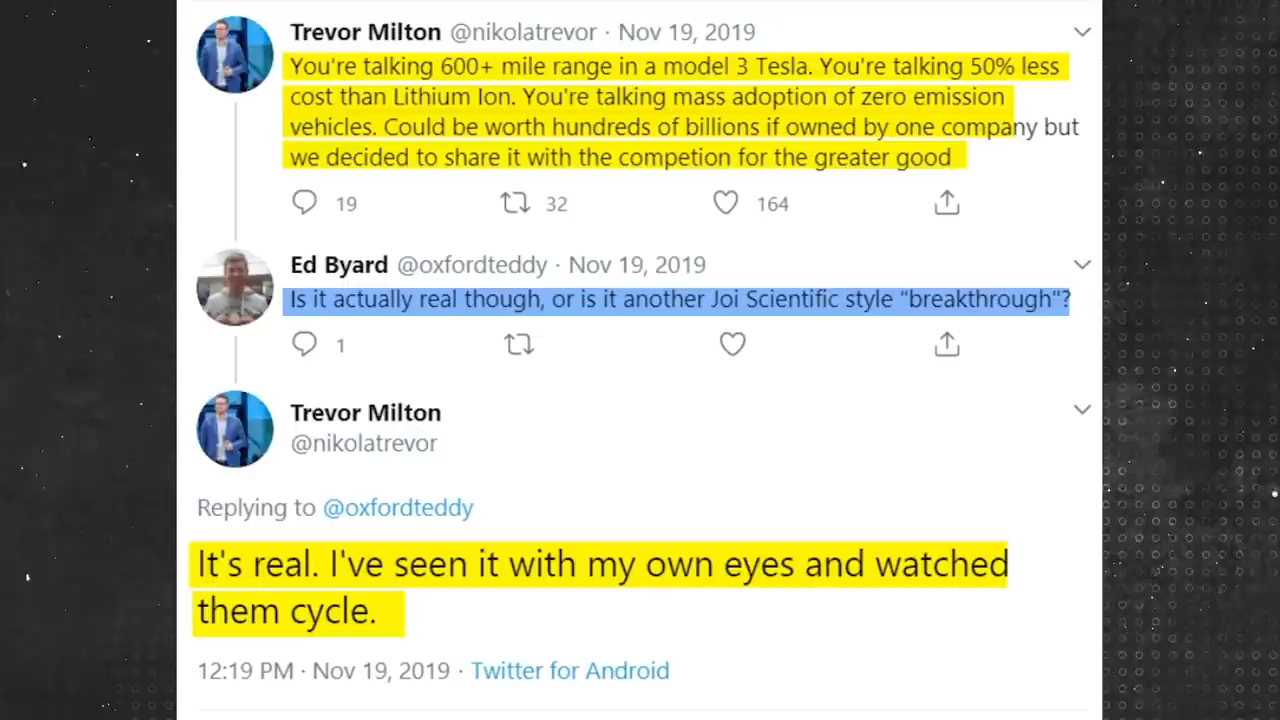 Trevor Milton @nikolatrevor · Nov 19, 2019
You're talking 600+ mile range in a model 3 Tesla. You're talking 50% less
cost than Lithium Ion. You're talking mass adoption of zero emission
vehicles. Could be worth hundreds of billions if owned by one company but
we decided to share it with the competion for the greater good
19 32 164
Ed Byard @oxfordteddy · Nov 19, 2019
Is it actually real though, or is it another Joi Scientific style "breakthrough"?
1
Trevor Milton
@nikolatrevor
Replying to @oxfordteddy
It's real. I've seen it with my own eyes and watched
them cycle.
12:19 PM · Nov 19, 2019 · Twitter for Android